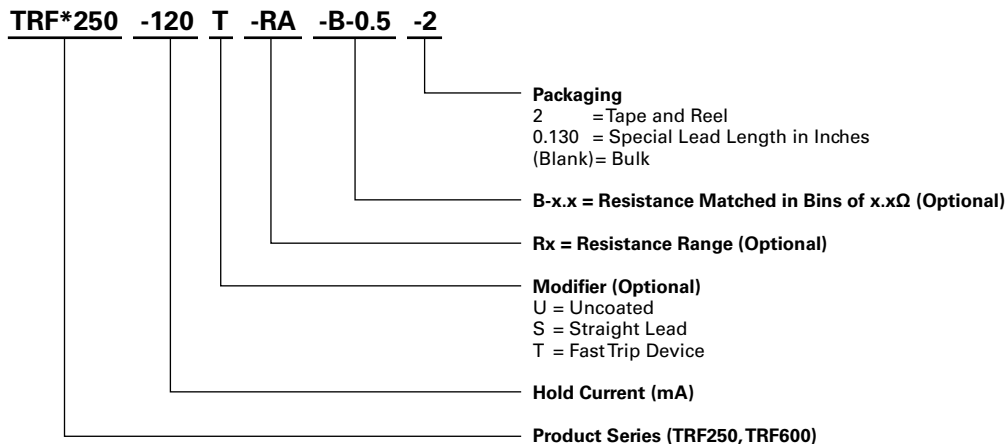 TRF*250 -120 T -RA -B-0.5 -2
Packaging
2 = Tape and Reel
0.130 = Special Lead Length in Inches
(Blank) = Bulk
B-x.x = Resistance Matched in Bins of x.xΩ (Optional)
Rx = Resistance Range (Optional)
Modifier (Optional)
U = Uncoated
S = Straight Lead
T = Fast Trip Device
Hold Current (mA)
Product Series (TRF250, TRF600)